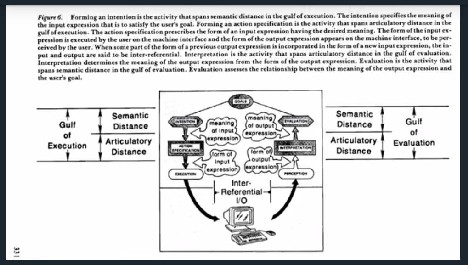 Figure 6. Forming an intention is the activity that spans semantic distance in the gulf of execution. The intention specifies the meaning of
the input expression that is to satisfy the user's goal. Forming an action specification is the activity that spans articulatory distance in the
gulf of execution. The action specification prescribes the form of an input expression having the desired meaning. The form of the input ex-
pression is executed by the user on the machine interface and the form of the output expression appears on the machine interface, to be per-
ceived by the user. When some part of the form of a previous output expression is incorporated in the form of a new input expression, the in-
put and output are said to be inter-referential. Interpretation is the activity that spans articulatory distance in the gulf of evaluation.
Interpretation determines the meaning of the output expression from the form of the output expression. Evaluation is the activity that
spans semantic distance in the gulf of evaluation. Evaluation assesses the relationship between the meaning of the output expression and
the user's goal.
Gulf
of
Execution
Semantic
Distance
Articulatory
Distance
GOALS
INTENTION
meaning
of input
expression
ACTION
SPECIFICATION
form of
input
expression
EXECUTION
meaning
of output
expression
EVALUATION
form of
output
expression
INTERPRETATION
PERCEPTION
Inter-
Referential
I/O
Semantic
Distance
Articulatory
Distance
Gulf
of
Evaluation
331